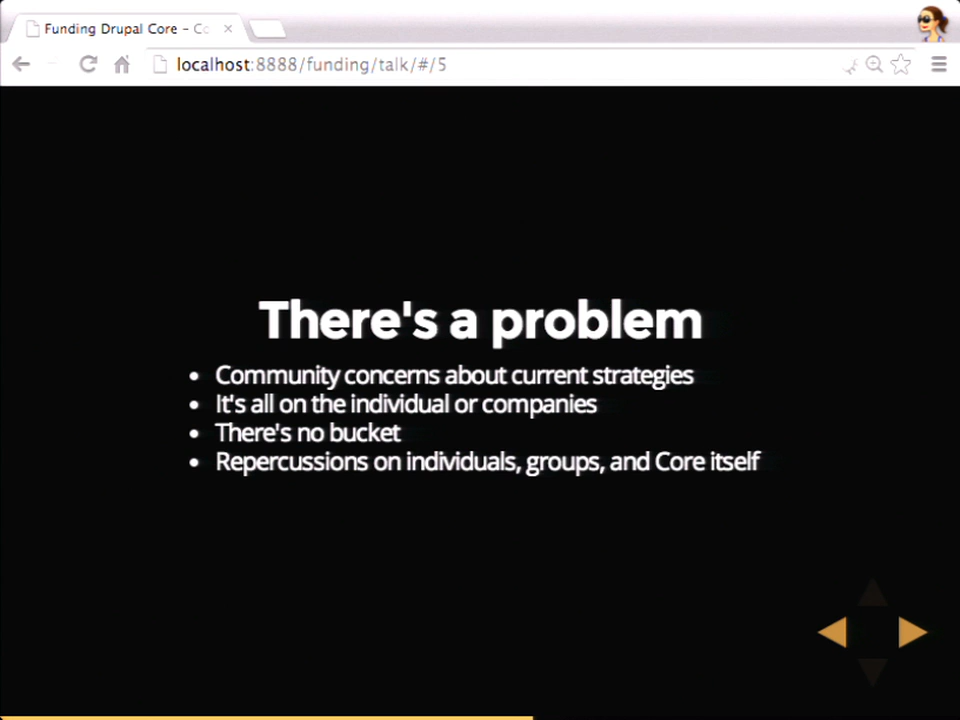 Funding Drupal Core - Co
localhost:8888/funding/talk/#/5
There's a problem
Community concerns about current strategies
It's all on the individual or companies
There's no bucket
Repercussions on individuals, groups, and Core itself